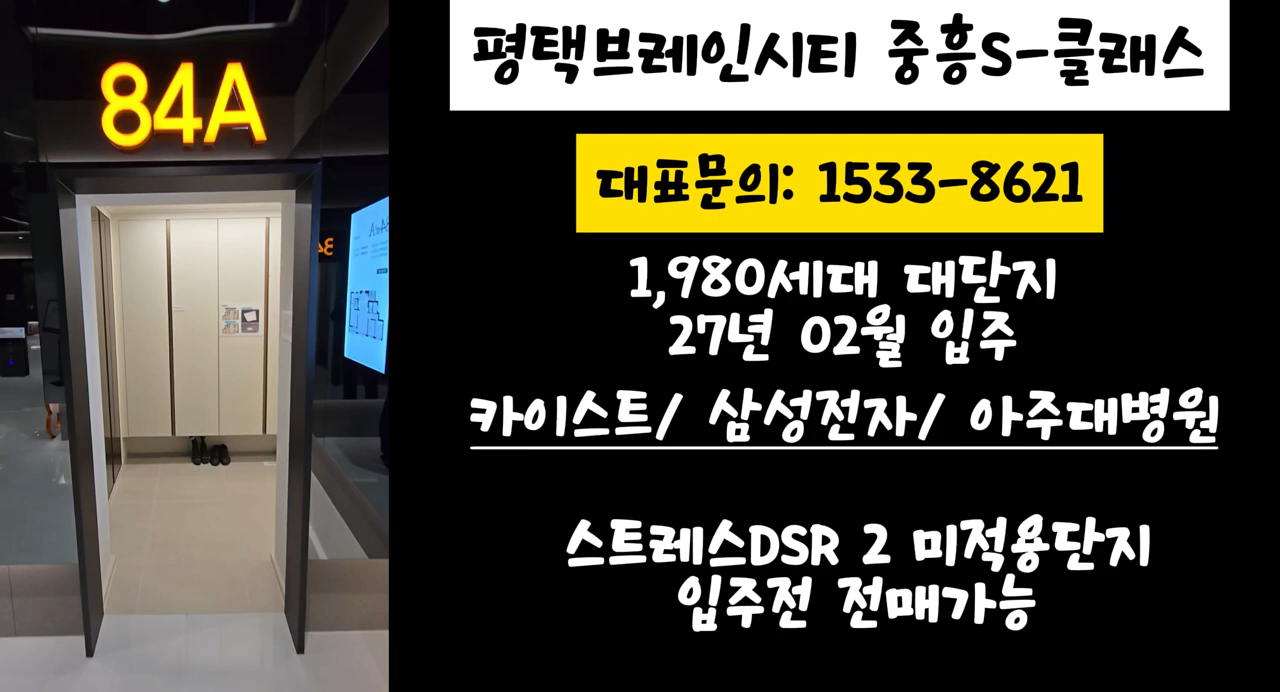 84A
평택브레인시티 중흥S-클래스
대표문의: 1533-8621
1,980세대 대단지
27년 02월 입주
카이스트/ 삼성전자/ 아주대병원
스트레스DSR 2 미적용단지
입주전 전매가능